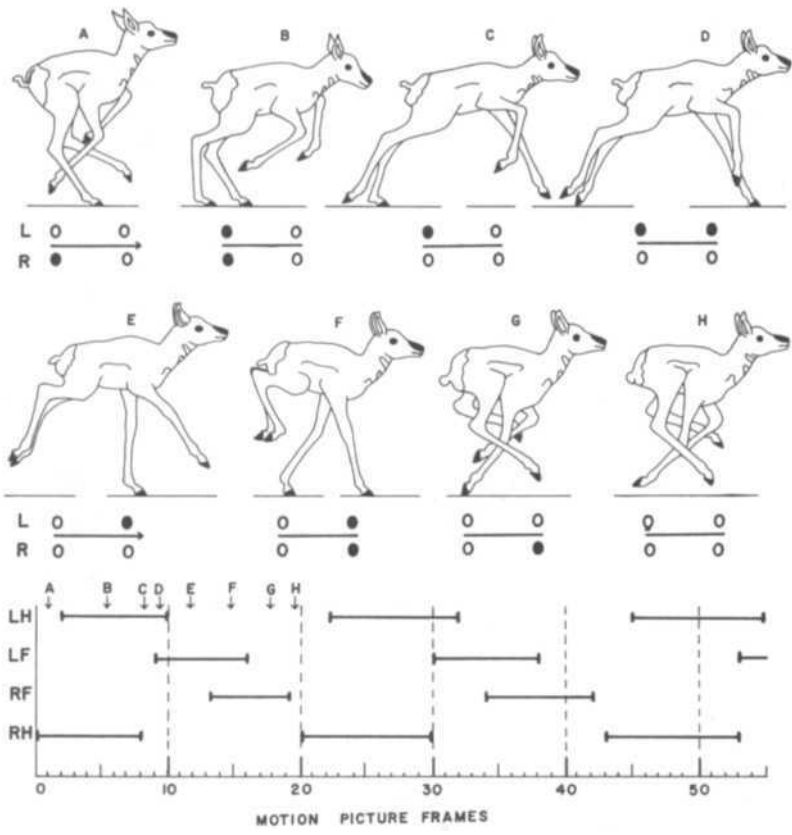 A B C D
L O O ● O ● O ● ●
R ● O ● O O O O O
E F G H
L O ● O ● O O O O
R O O O ● O ● O O
A B C D E F G H
LH
LF
RF
RH
0 10 20 30 40 50
MOTION PICTURE FRAMES